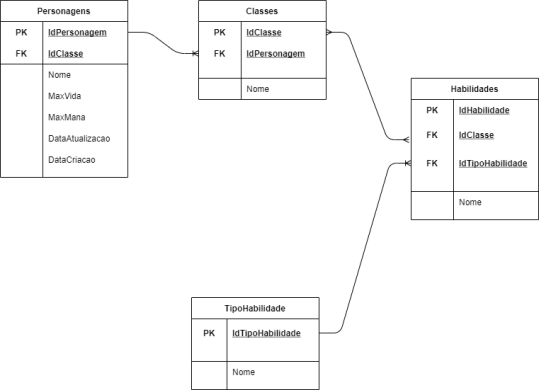 Personagens
PK IdPersonagem
FK IdClasse
Nome
MaxVida
MaxMana
DataAtualizacao
DataCriacao
Classes
PK IdClasse
FK IdPersonagem
Nome
Habilidades
PK IdHabilidade
FK IdClasse
FK IdTipoHabilidade
Nome
TipoHabilidade
PK IdTipoHabilidade
Nome